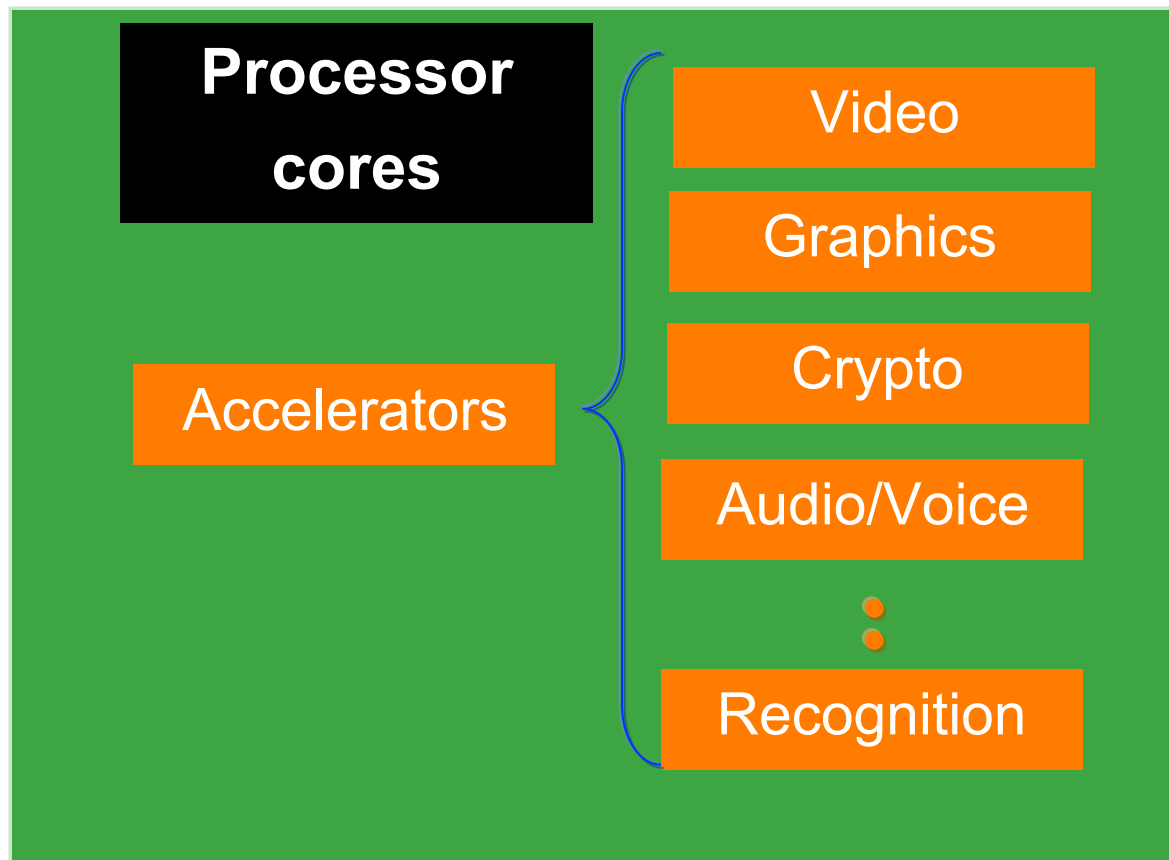 Processor
cores
Accelerators
Video
Graphics
Crypto
Audio/Voice
Recognition